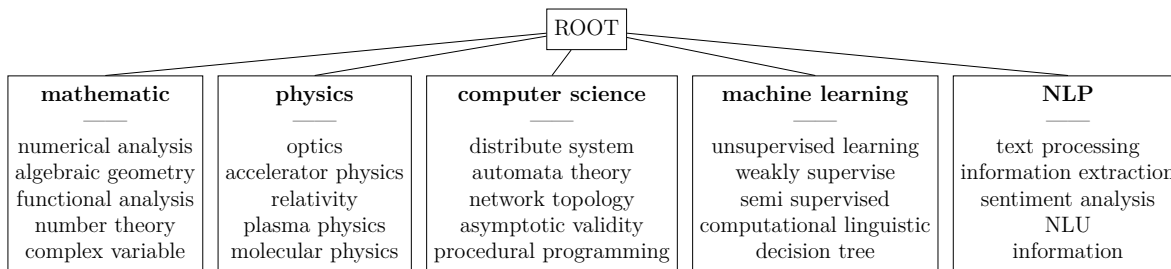 ROOT
mathematic
numerical analysis
algebraic geometry
functional analysis
number theory
complex variable
physics
optics
accelerator physics
relativity
plasma physics
molecular physics
computer science
distribute system
automata theory
network topology
asymptotic validity
procedural programming
machine learning
unsupervised learning
weakly supervise
semi supervised
computational linguistic
decision tree
NLP
text processing
information extraction
sentiment analysis
NLU
information